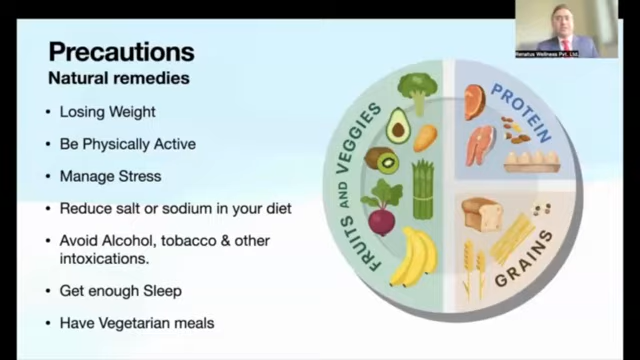 Precautions
Natural remedies
• Losing Weight
• Be Physically Active
• Manage Stress
• Reduce salt or sodium in your diet
• Avoid Alcohol, tobacco & other
intoxications.
• Get enough Sleep
• Have Vegetarian meals
FRUITS AND VEGGIES
PROTEIN
GRAINS
Renatus Wellness Pvt. Ltd.